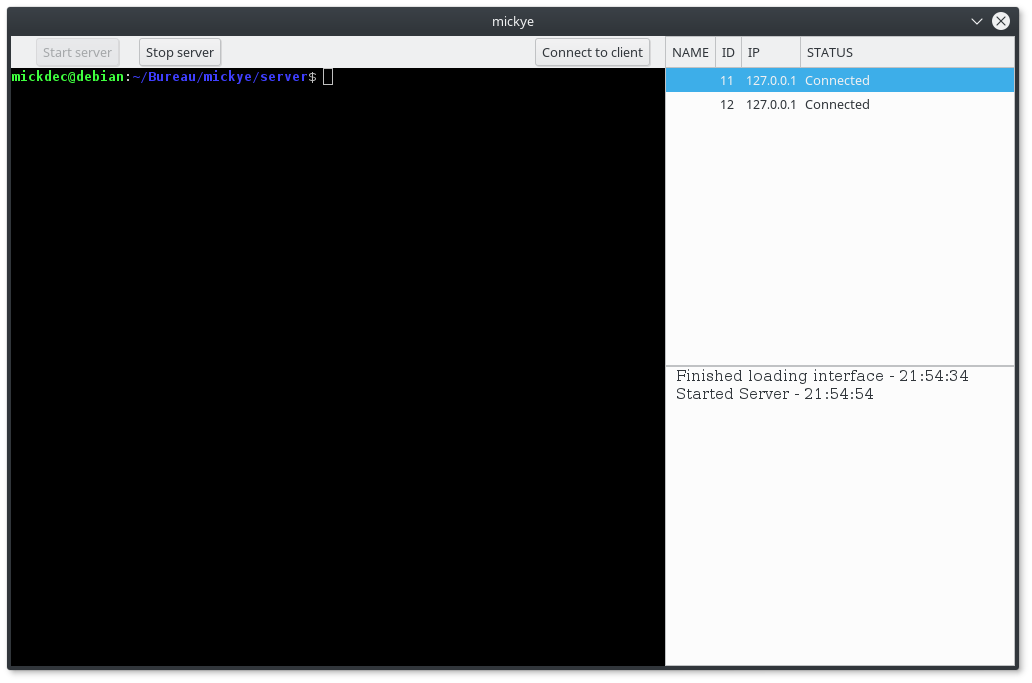 mickye
Start server Stop server Connect to client
mickdec@debian:~/Bureau/mickye/server$
NAME ID IP STATUS
11 127.0.0.1 Connected
12 127.0.0.1 Connected
Finished loading interface - 21:54:34
Started Server - 21:54:54